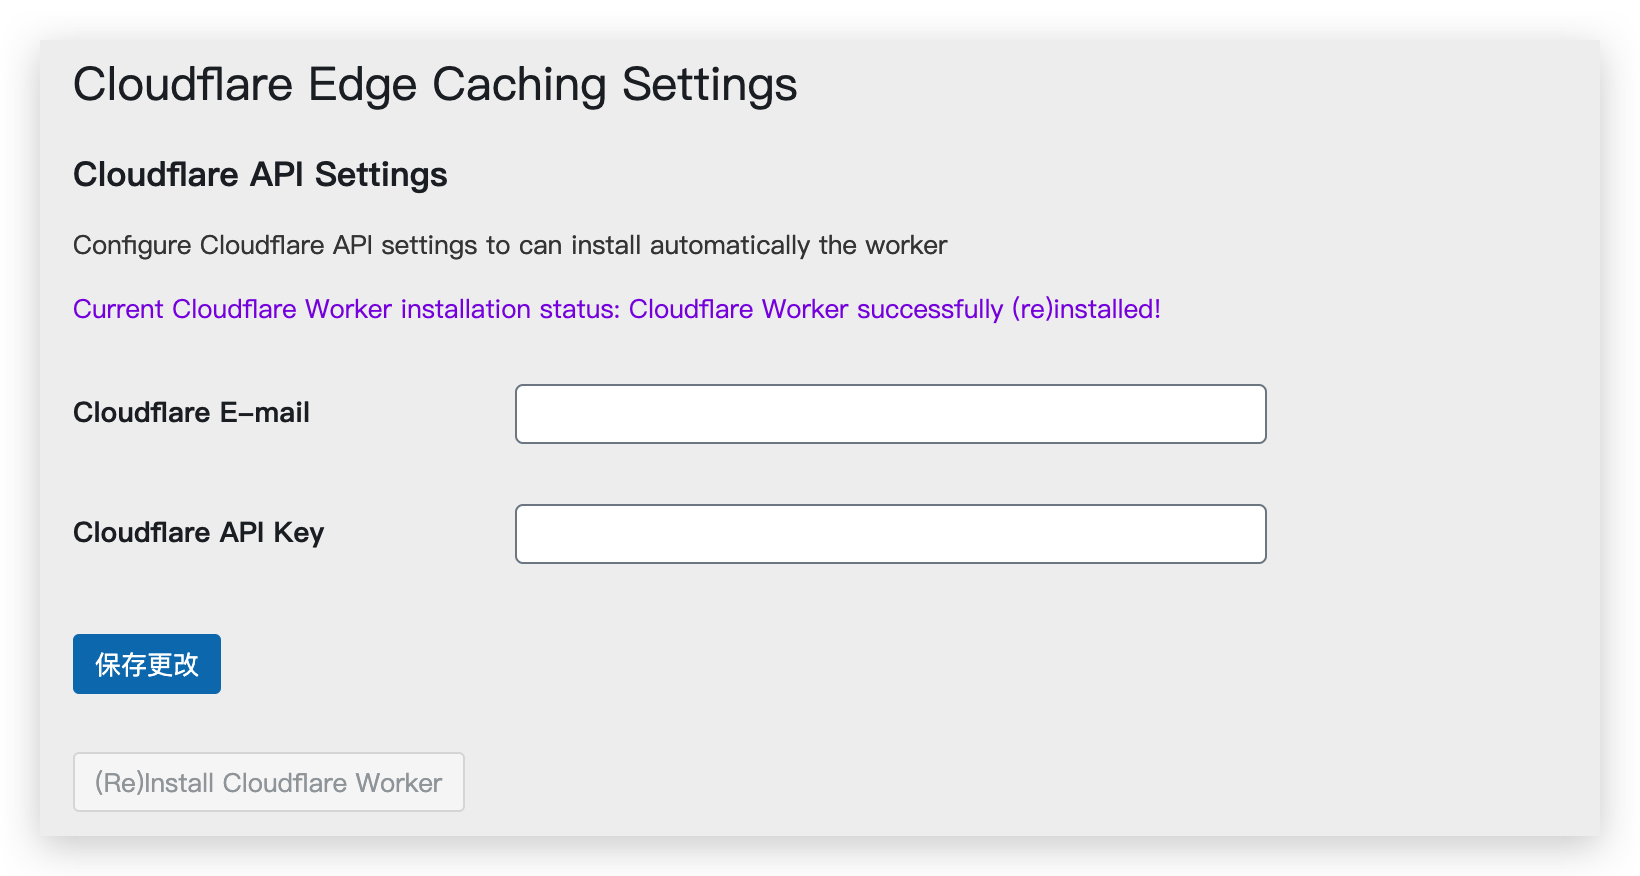 Cloudflare Edge Caching Settings
Cloudflare API Settings
Configure Cloudflare API settings to can install automatically the worker
Current Cloudflare Worker installation status: Cloudflare Worker successfully (re)installed!
Cloudflare E-mail
Cloudflare API Key
保存更改
(Re)Install Cloudflare Worker